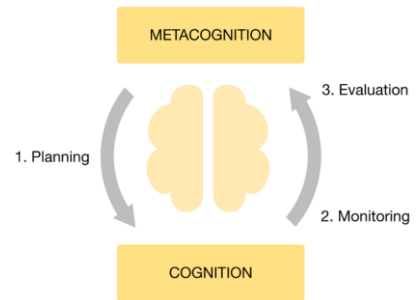 METACOGNITION
3. Evaluation
1. Planning
2. Monitoring
COGNITION